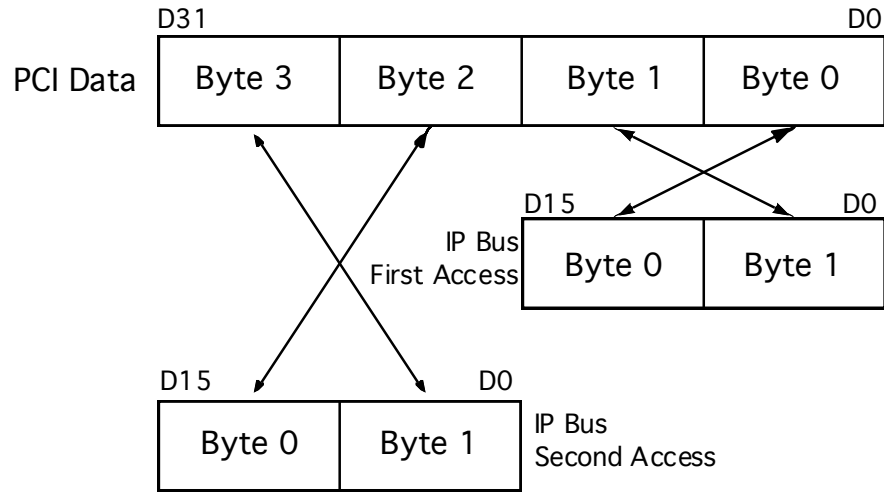 D31 D0
PCI Data Byte 3 Byte 2 Byte 1 Byte 0
D15 D0
IP Bus
First Access
Byte 0 Byte 1
D15 D0
Byte 0 Byte 1
IP Bus
Second Access